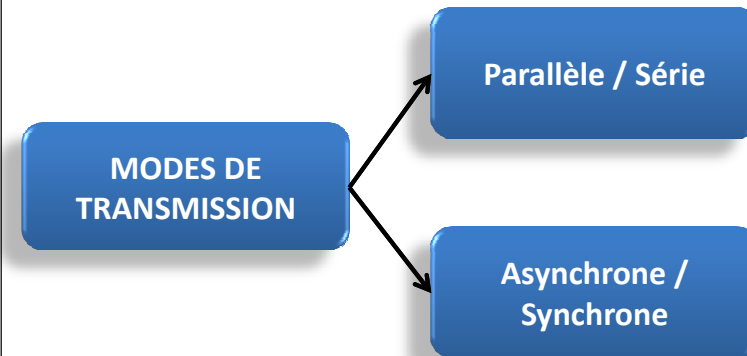 Parallèle / Série
MODES DE
TRANSMISSION
Asynchrone /
Synchrone